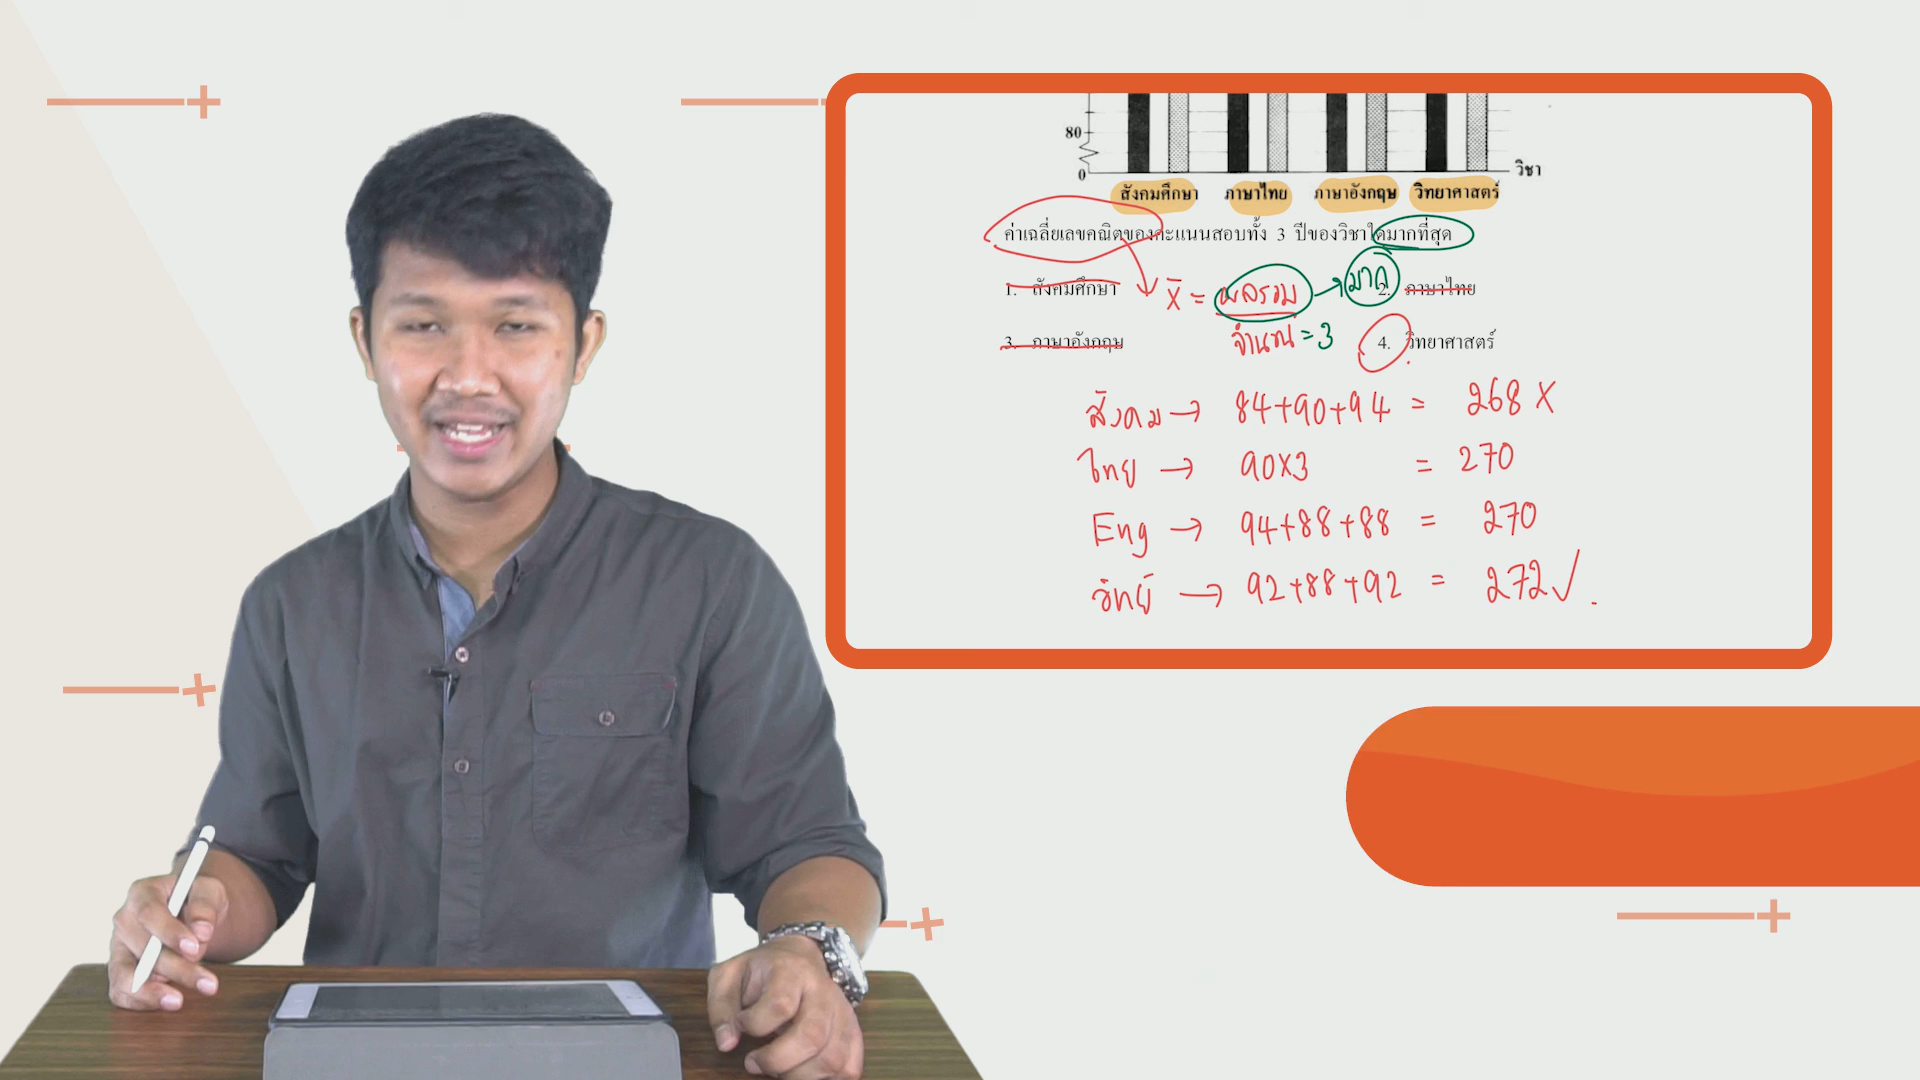 80
0
วิชา
สังคมศึกษา ภาษาไทย ภาษาอังกฤษ วิทยาศาสตร์
ค่าเฉลี่ยเลขคณิตของคะแนนสอบทั้ง 3 ปีของวิชาใดมากที่สุด
1. สังคมศึกษา x̄ = ผลรวม → มาก 2. ภาษาไทย
3. ภาษาอังกฤษ จำนวน = 3 4. วิทยาศาสตร์
สังคม → 84+90+94 = 268 X
ไทย → 90×3 = 270
Eng → 94+88+88 = 270
วิทย์ → 92+88+92 = 272 ✓